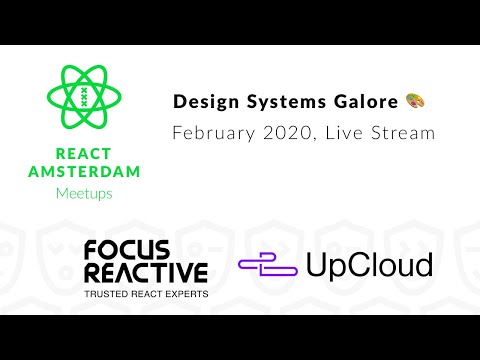 Design Systems Galore 🎨
February 2020, Live Stream
REACT
AMSTERDAM
Meetups
FOCUS
REACTIVE
TRUSTED REACT EXPERTS
UpCloud